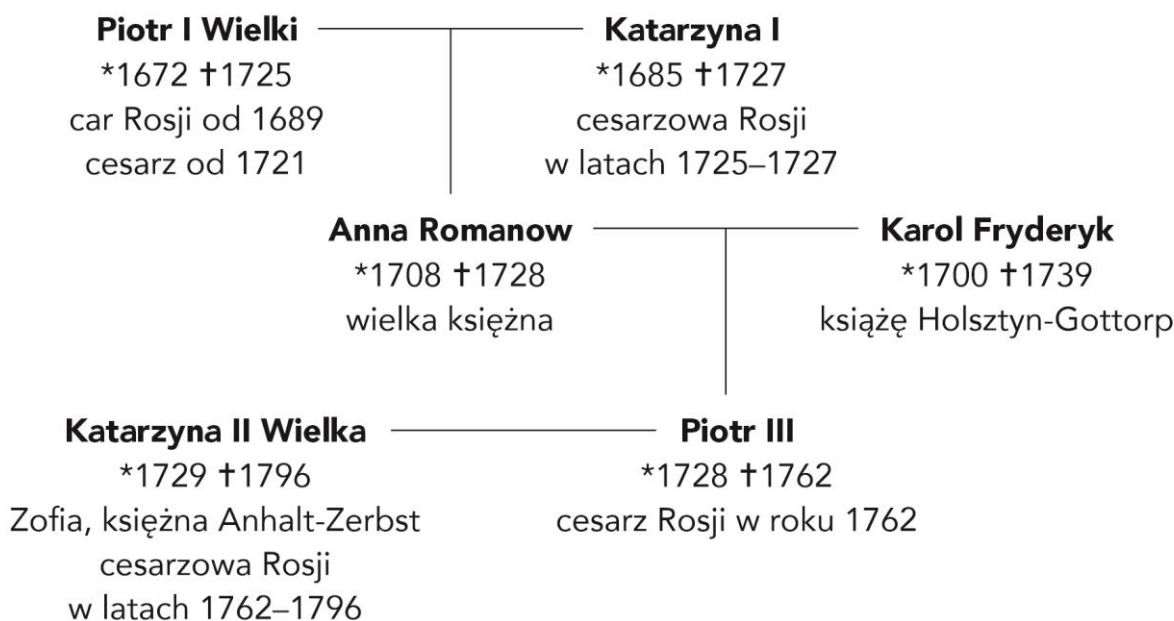 Piotr I Wielki
*1672 †1725
car Rosji od 1689
cesarz od 1721
Katarzyna I
*1685 †1727
cesarzowa Rosji
w latach 1725–1727
Anna Romanow
*1708 †1728
wielka księżna
Karol Fryderyk
*1700 †1739
książę Holsztyn-Gottorp
Katarzyna II Wielka
*1729 †1796
Zofia, księżna Anhalt-Zerbst
cesarzowa Rosji
w latach 1762–1796
Piotr III
*1728 †1762
cesarz Rosji w roku 1762